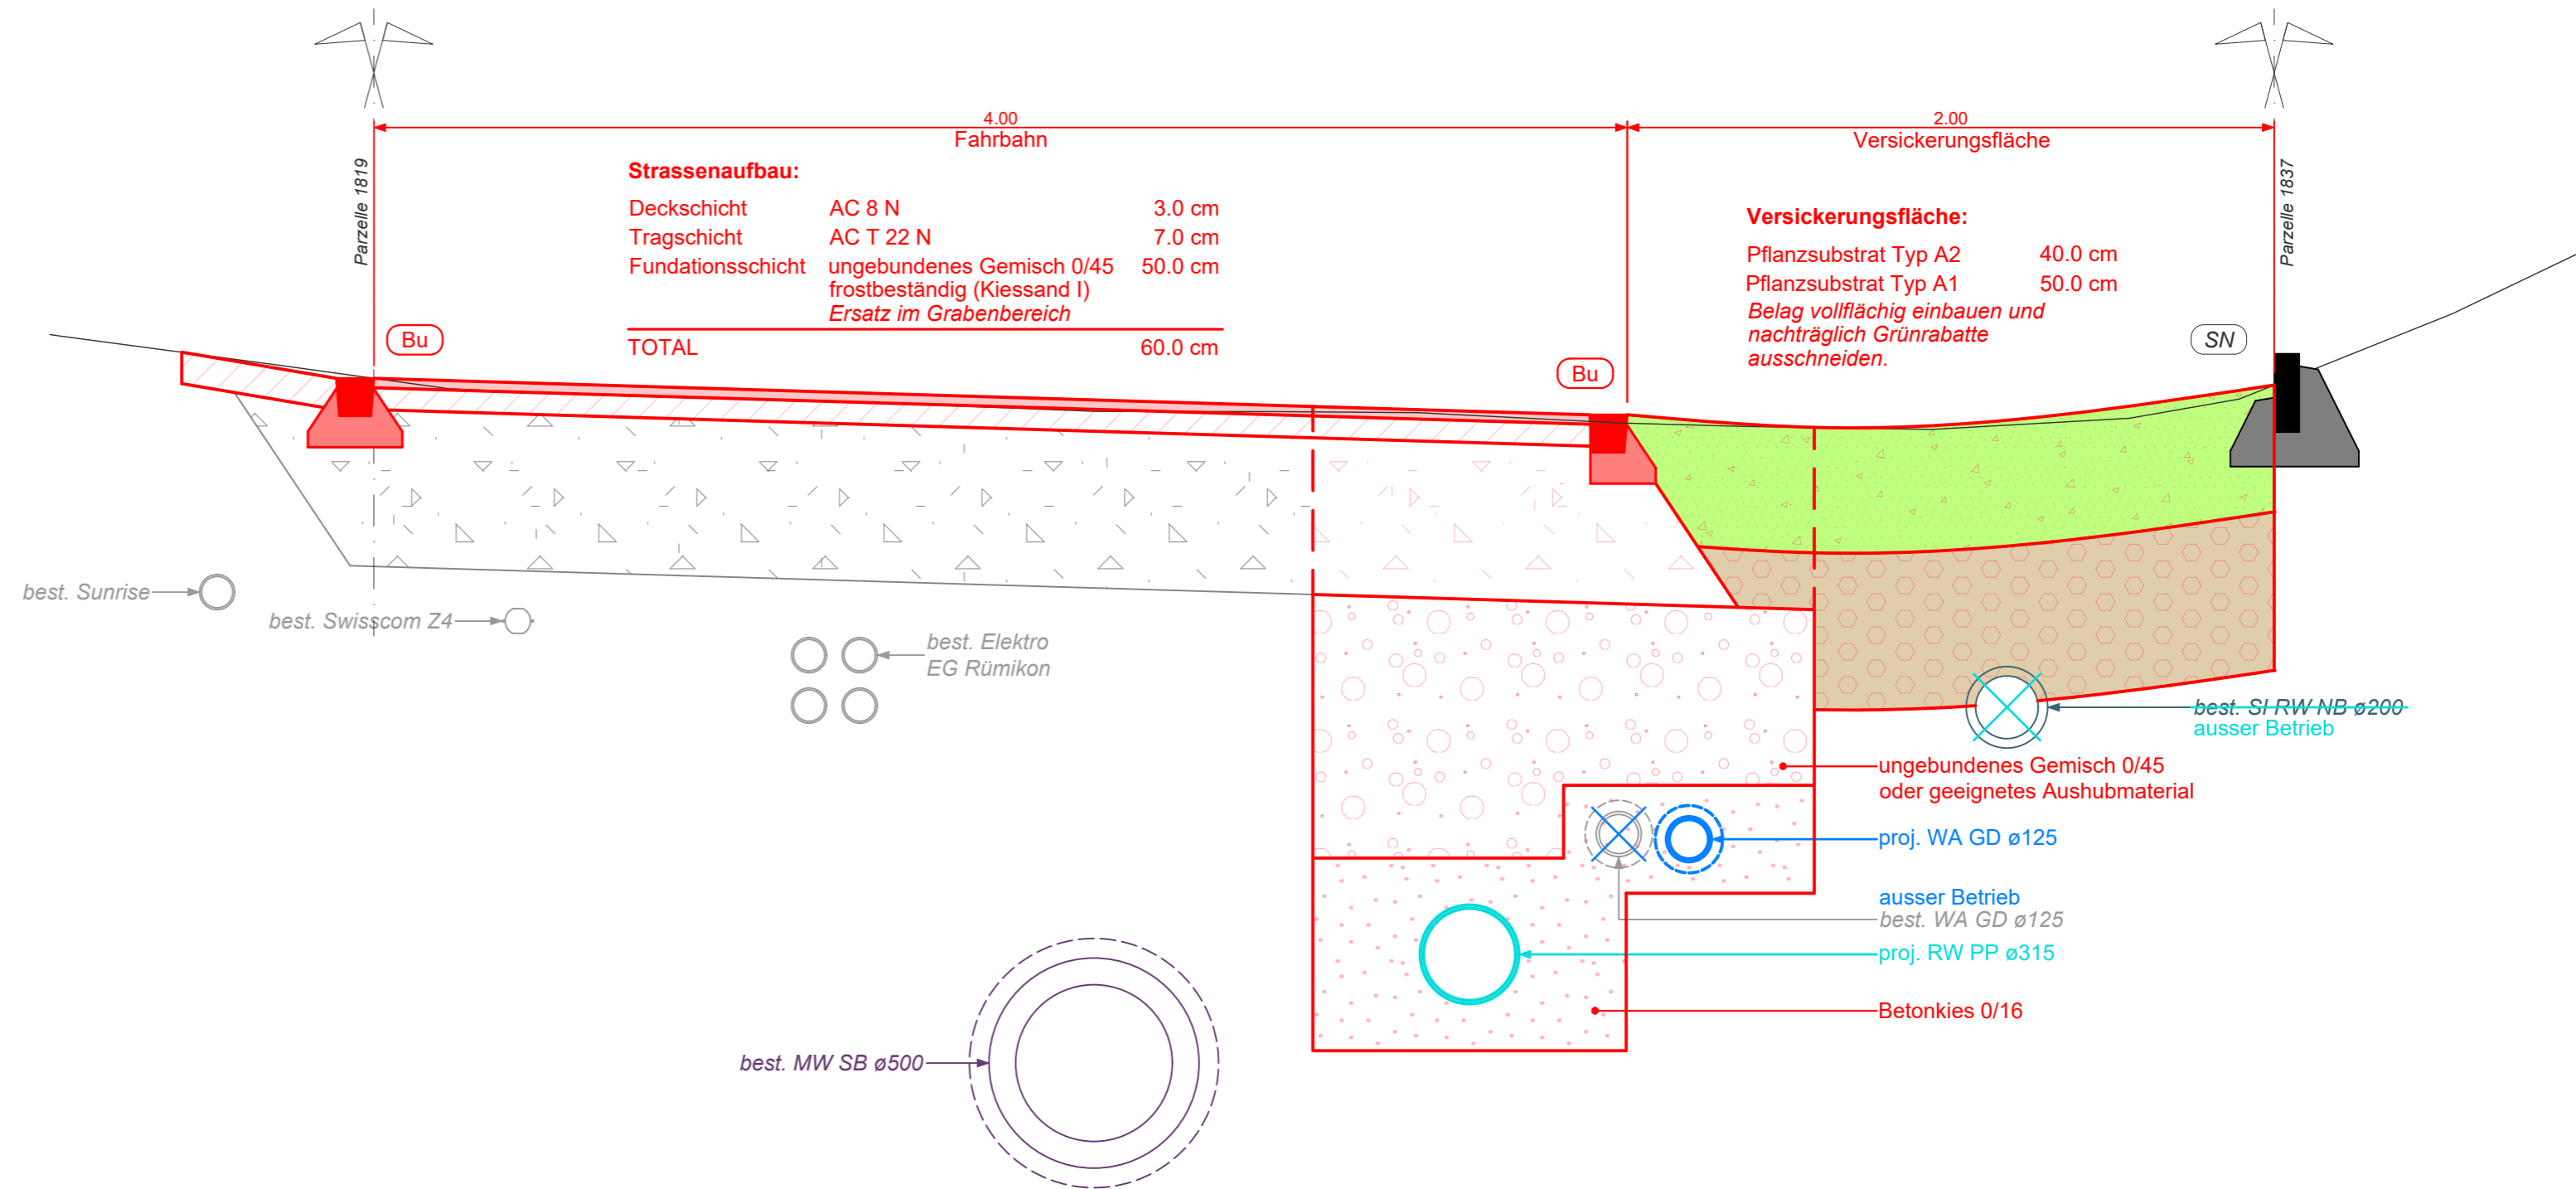 4.00
Fahrbahn
2.00
Versickerungsfläche
Parzelle 1819
Parzelle 1837
Strassenaufbau:
Deckschicht AC 8 N 3.0 cm
Tragschicht AC T 22 N 7.0 cm
Fundationsschicht ungebundenes Gemisch 0/45 50.0 cm
frostbeständig (Kiessand I)
Ersatz im Grabenbereich
TOTAL 60.0 cm
Versickerungsfläche:
Pflanzsubstrat Typ A2 40.0 cm
Pflanzsubstrat Typ A1 50.0 cm
Belag vollflächig einbauen und
nachträglich Grünrabatte
ausschneiden.
Bu
Bu
SN
best. Sunrise
best. Swisscom Z4
best. Elektro
EG Rümikon
best. SI RW NB ø200
ausser Betrieb
ungebundenes Gemisch 0/45
oder geeignetes Aushubmaterial
proj. WA GD ø125
ausser Betrieb
best. WA GD ø125
proj. RW PP ø315
Betonkies 0/16
best. MW SB ø500